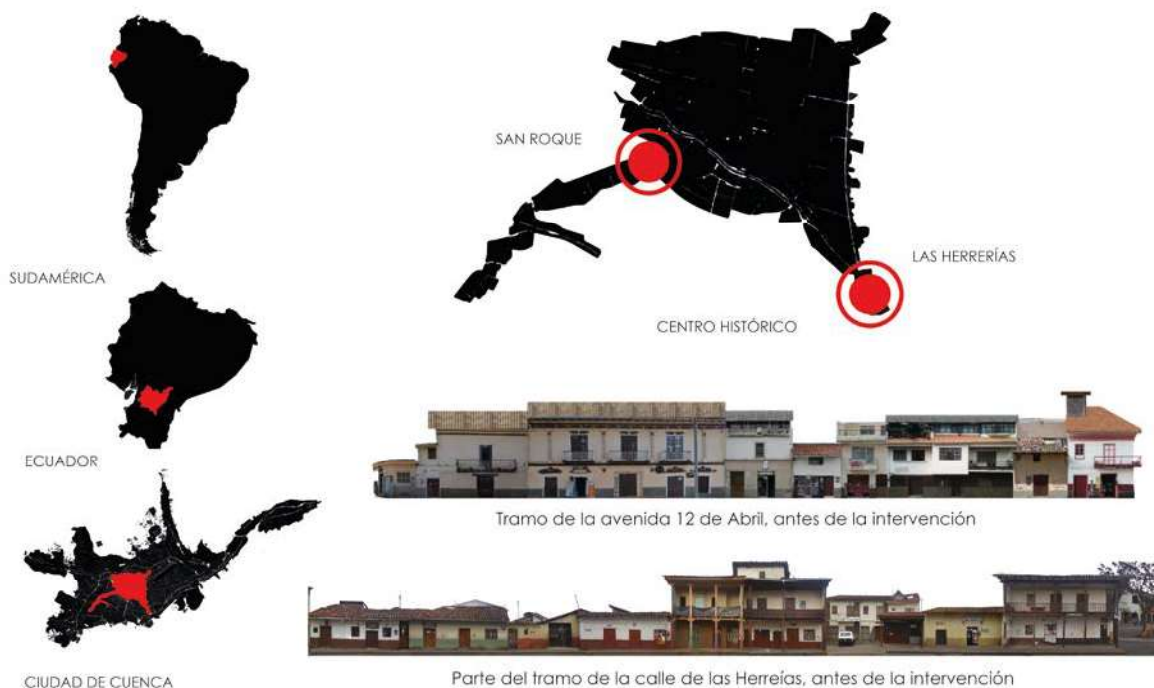 SUDAMÉRICA
ECUADOR
CIUDAD DE CUENCA
SAN ROQUE
LAS HERRERÍAS
CENTRO HISTÓRICO
Tramo de la avenida 12 de Abril, antes de la intervención
Parte del tramo de la calle de las Herreías, antes de la intervención